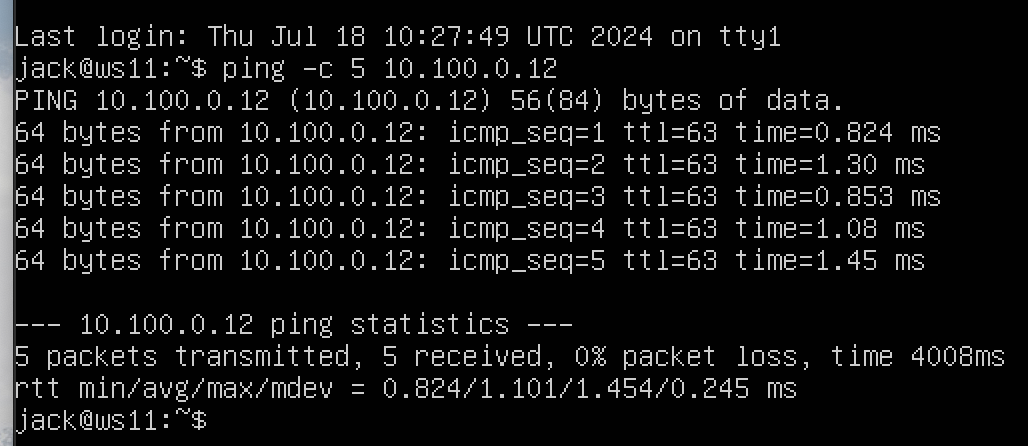 Last login: Thu Jul 18 10:27:49 UTC 2024 on tty1
jack@ws11:~$ ping -c 5 10.100.0.12
PING 10.100.0.12 (10.100.0.12) 56(84) bytes of data.
64 bytes from 10.100.0.12: icmp_seq=1 ttl=63 time=0.824 ms
64 bytes from 10.100.0.12: icmp_seq=2 ttl=63 time=1.30 ms
64 bytes from 10.100.0.12: icmp_seq=3 ttl=63 time=0.853 ms
64 bytes from 10.100.0.12: icmp_seq=4 ttl=63 time=1.08 ms
64 bytes from 10.100.0.12: icmp_seq=5 ttl=63 time=1.45 ms
--- 10.100.0.12 ping statistics ---
5 packets transmitted, 5 received, 0% packet loss, time 4008ms
rtt min/avg/max/mdev = 0.824/1.101/1.454/0.245 ms
jack@ws11:~$